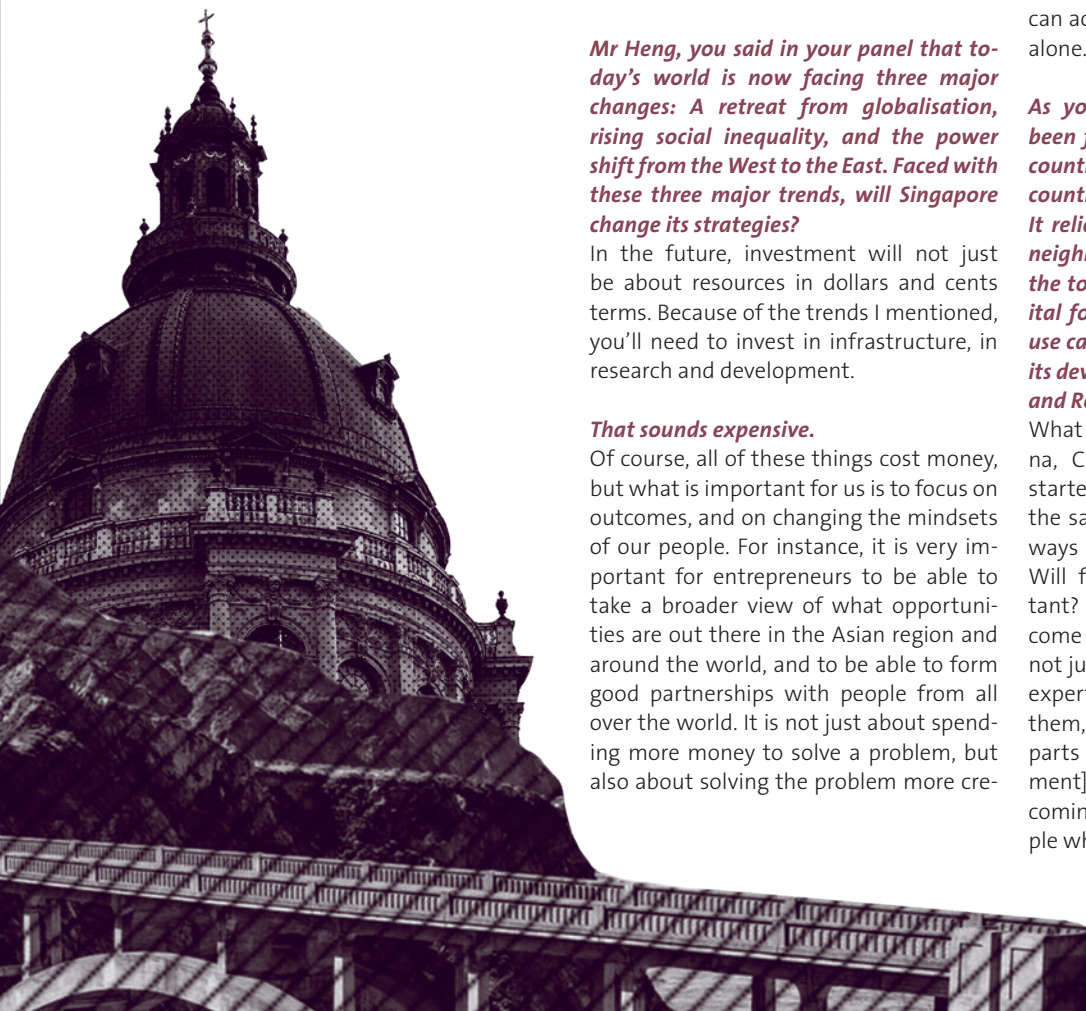 Mr Heng, you said in your panel that to-
day's world is now facing three major
changes: A retreat from globalisation,
rising social inequality, and the power
shift from the West to the East. Faced with
these three major trends, will Singapore
change its strategies?
In the future, investment will not just
be about resources in dollars and cents
terms. Because of the trends I mentioned,
you'll need to invest in infrastructure, in
research and development.
That sounds expensive.
Of course, all of these things cost money,
but what is important for us is to focus on
outcomes, and on changing the mindsets
of our people. For instance, it is very im-
portant for entrepreneurs to be able to
take a broader view of what opportuni-
ties are out there in the Asian region and
around the world, and to be able to form
good partnerships with people from all
over the world. It is not just about spend-
ing more money to solve a problem, but
also about solving the problem more cre-
can ac
alone.
As yo
been f
count
count
It reli
neigh
the to
ital fo
use ca
its dev
and R
What
na, C
starte
the sa
ways
Will f
tant?
come
not ju
exper
them,
parts
ment]
comin
ple wh